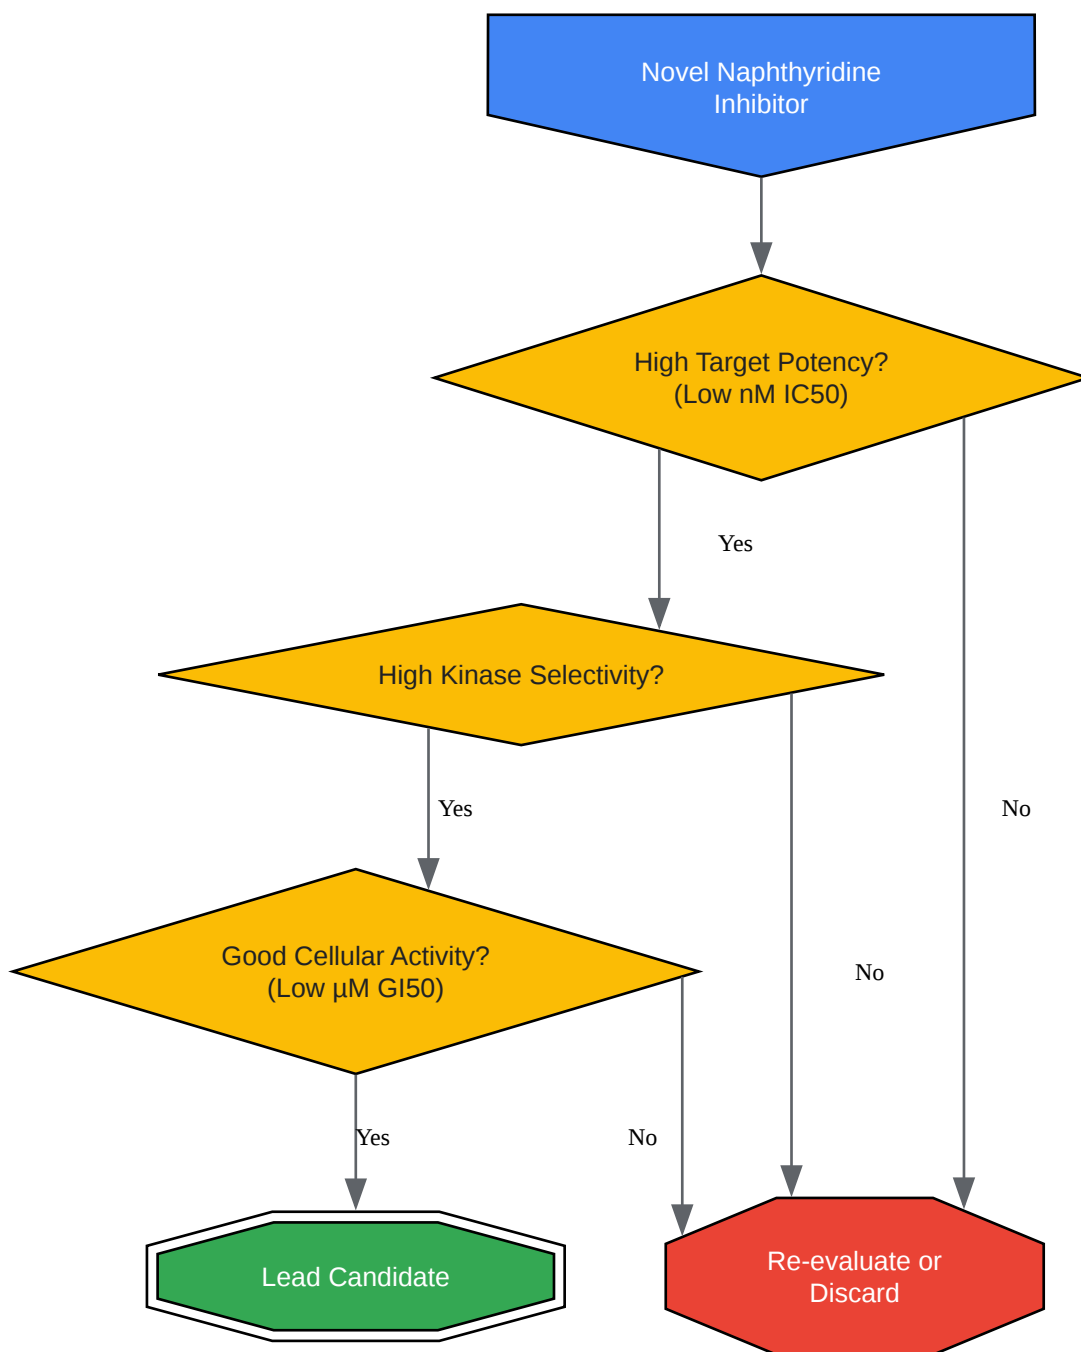 Novel Naphthyridine
Inhibitor
High Target Potency?
(Low nM IC50)
Yes
High Kinase Selectivity?
Yes
No
Good Cellular Activity?
(Low µM GI50)
No
Yes
No
Lead Candidate
Re-evaluate or
Discard